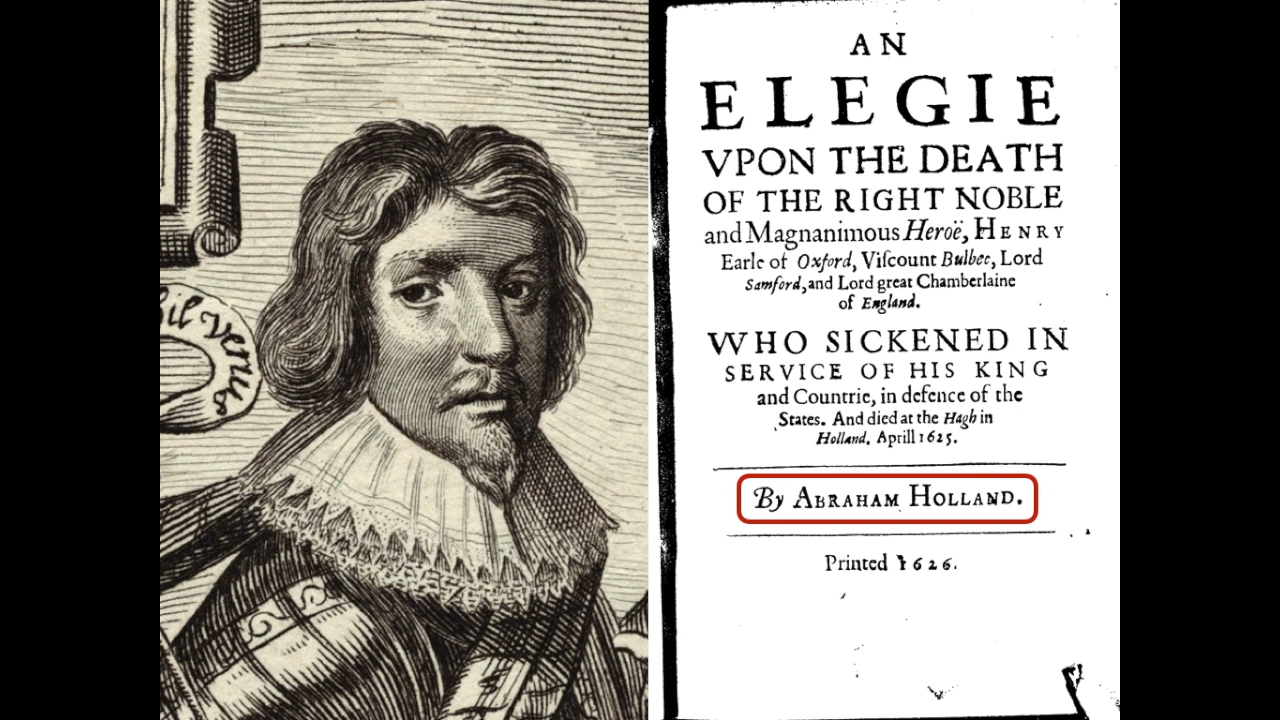 hil Verius
AN
ELEGIE
VPON THE DEATH
OF THE RIGHT NOBLE
and Magnanimous Heroë, HENRY
Earle of Oxford, Viſcount Bulbec, Lord
Samford, and Lord great Chamberlaine
of England.
WHO SICKENED IN
SERVICE OF HIS KING
and Countrie, in defence of the
States. And died at the Hagh in
Holland. Aprill 1625.
By ABRAHAM HOLLAND.
Printed 1626.